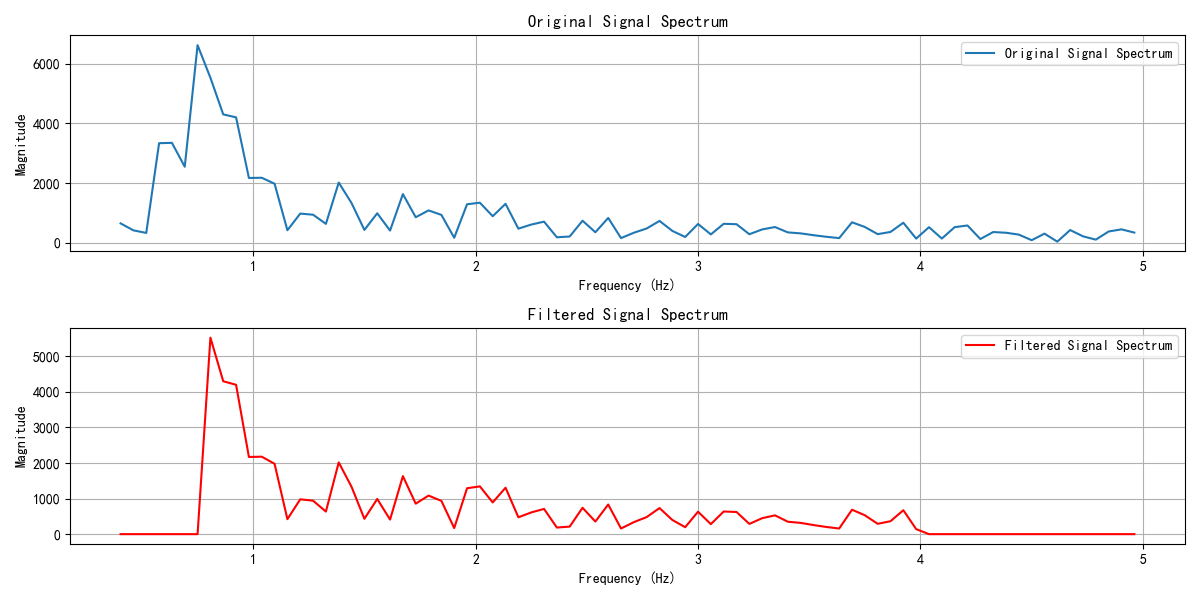 Original Signal Spectrum
Original Signal Spectrum
Magnitude
6000
4000
2000
0
1 2 3 4 5
Frequency (Hz)
Filtered Signal Spectrum
Filtered Signal Spectrum
Magnitude
5000
4000
3000
2000
1000
0
1 2 3 4 5
Frequency (Hz)